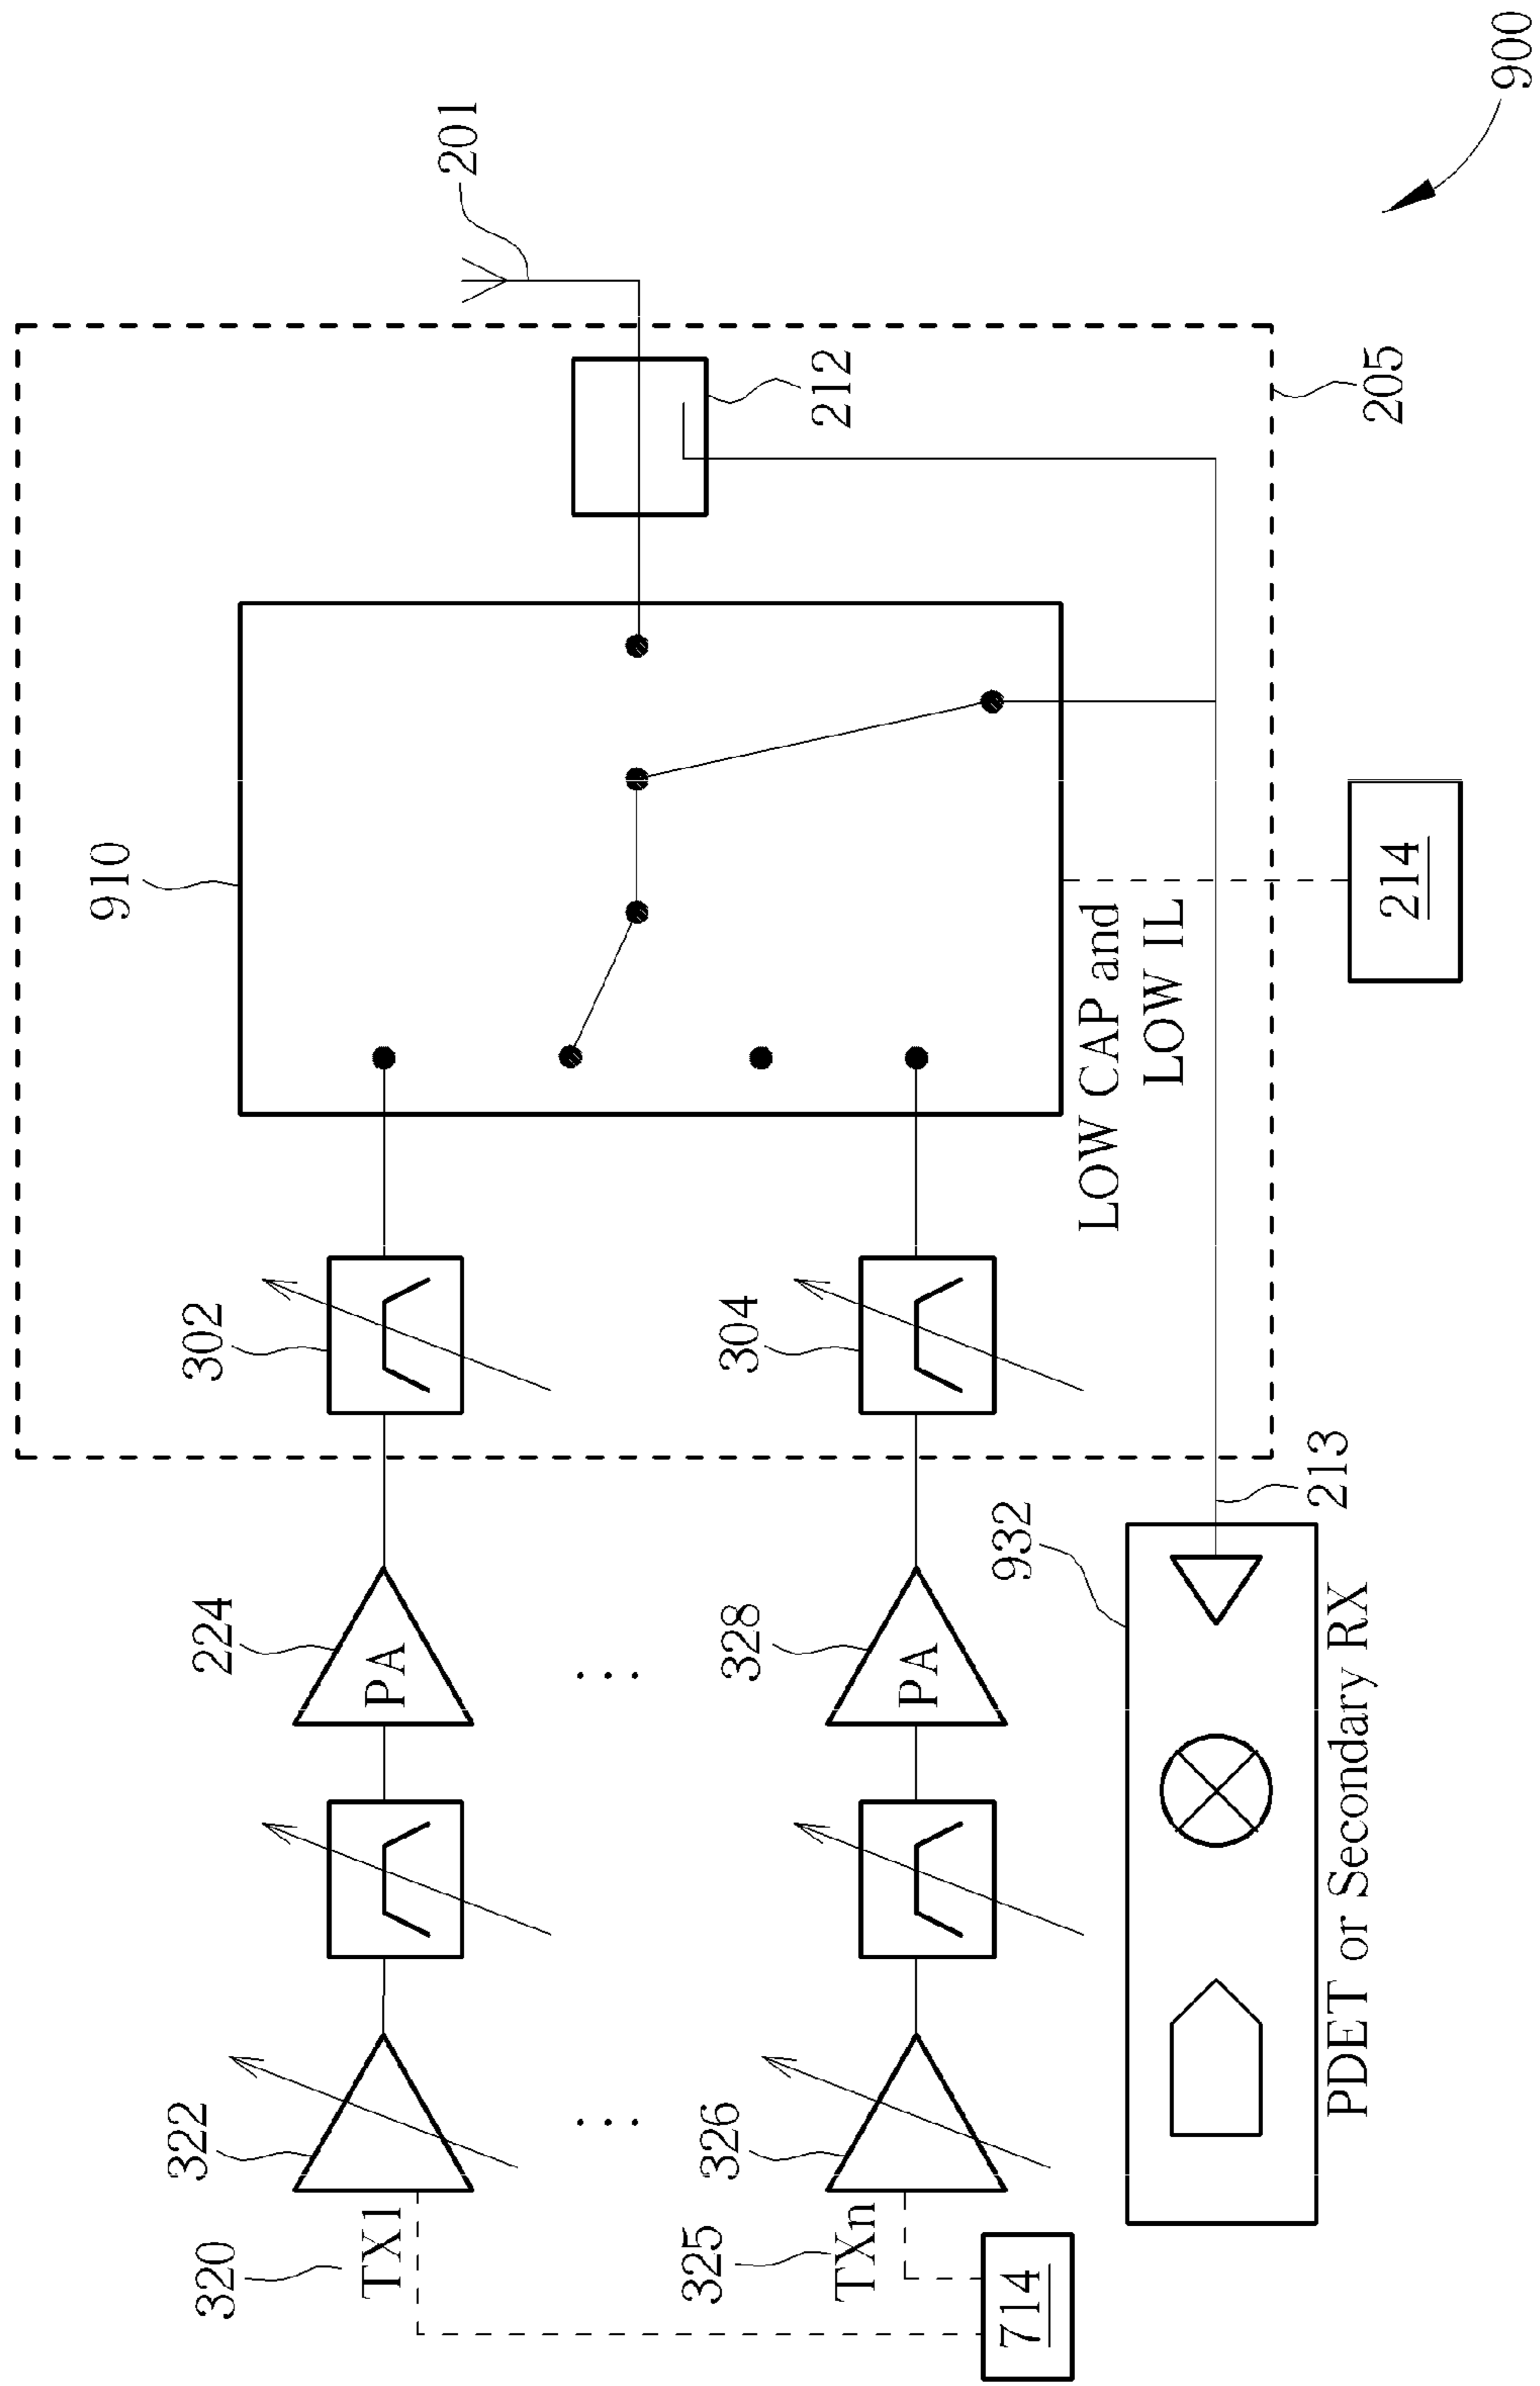 320
TX1
322
224
PA
302
910
201
900
325
TXn
326
328
PA
304
212
LOW CAP and
LOW IL
714
932
213
205
214
PDET or Secondary RX